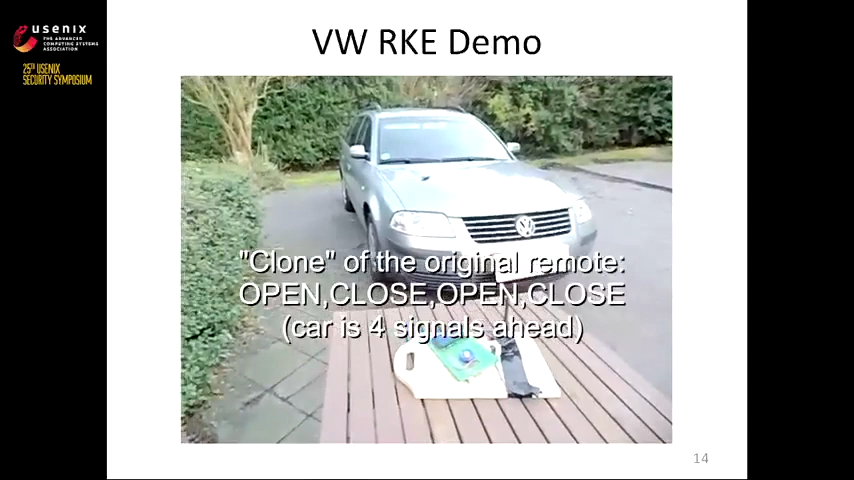 usenix
THE ADVANCED
COMPUTING SYSTEMS
ASSOCIATION
25TH USENIX
SECURITY SYMPOSIUM
VW RKE Demo
"Clone" of the original remote:
OPEN,CLOSE,OPEN,CLOSE
(car is 4 signals ahead)
14